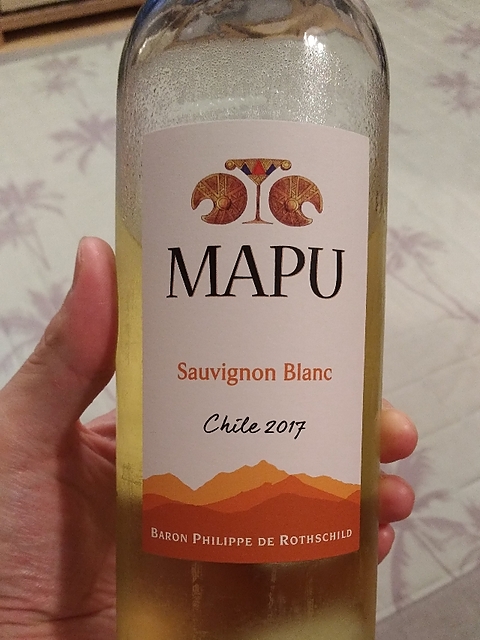 MAPU
Sauvignon Blanc
Chile 2017
BARON PHILIPPE DE ROTHSCHILD